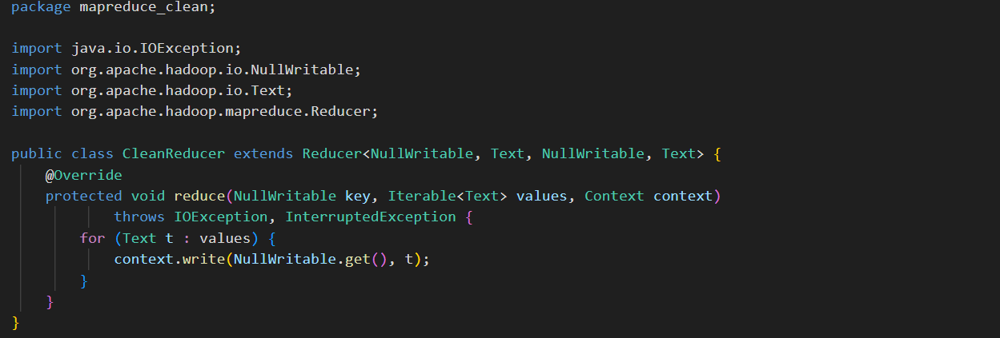 package mapreduce_clean;
import java.io.IOException;
import org.apache.hadoop.io.NullWritable;
import org.apache.hadoop.io.Text;
import org.apache.hadoop.mapreduce.Reducer;
public class CleanReducer extends Reducer<NullWritable, Text, NullWritable, Text> {
    @Override
    protected void reduce(NullWritable key, Iterable<Text> values, Context context)
            throws IOException, InterruptedException {
        for (Text t : values) {
            context.write(NullWritable.get(), t);
        }
    }
}